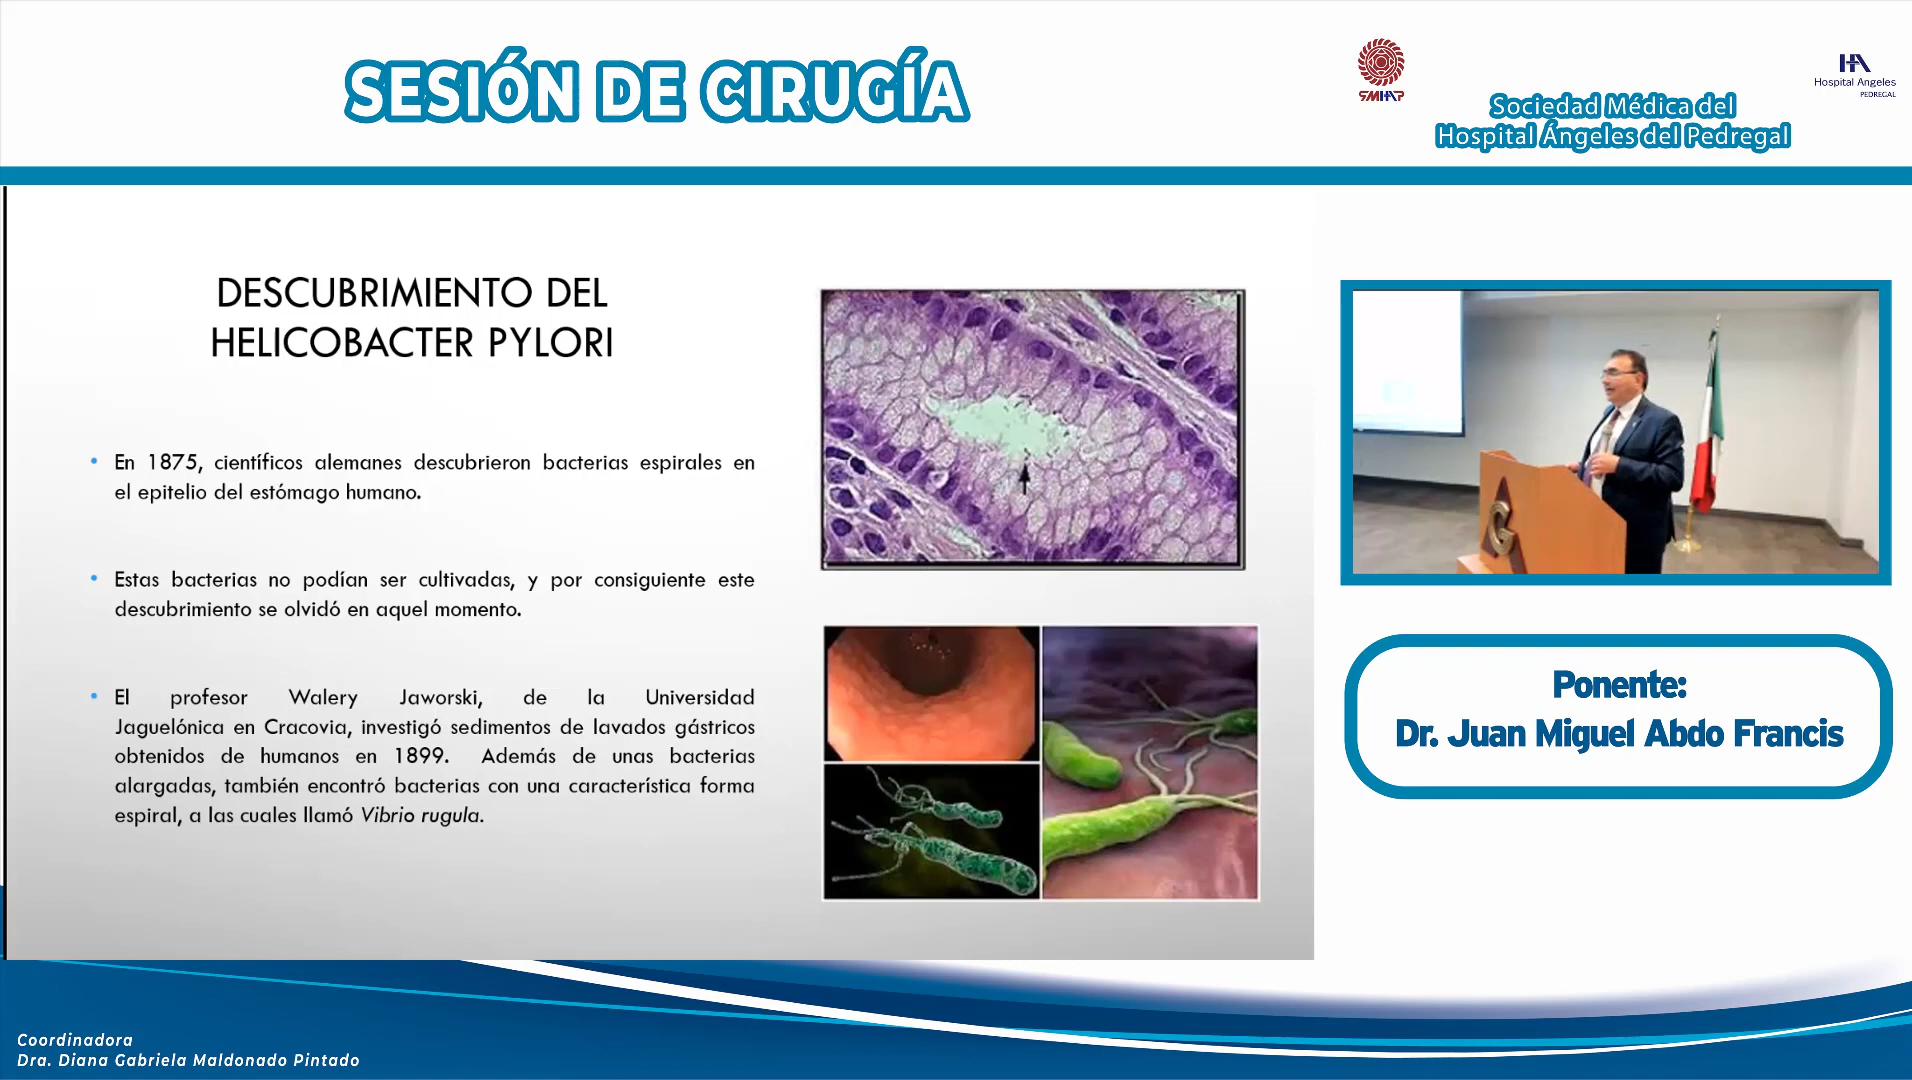 SESIÓN DE CIRUGÍA
SMHAP
Sociedad Médica del
Hospital Ángeles del Pedregal
HA
Hospital Angeles
PEDREGAL
DESCUBRIMIENTO DEL
HELICOBACTER PYLORI
• En 1875, científicos alemanes descubrieron bacterias espirales en
el epitelio del estómago humano.
• Estas bacterias no podían ser cultivadas, y por consiguiente este
descubrimiento se olvidó en aquel momento.
• El profesor Walery Jaworski, de la Universidad
Jaguelónica en Cracovia, investigó sedimentos de lavados gástricos
obtenidos de humanos en 1899. Además de unas bacterias
alargadas, también encontró bacterias con una característica forma
espiral, a las cuales llamó Vibrio rugula.
G
Ponente:
Dr. Juan Miguel Abdo Francis
Coordinadora
Dra. Diana Gabriela Maldonado Pintado